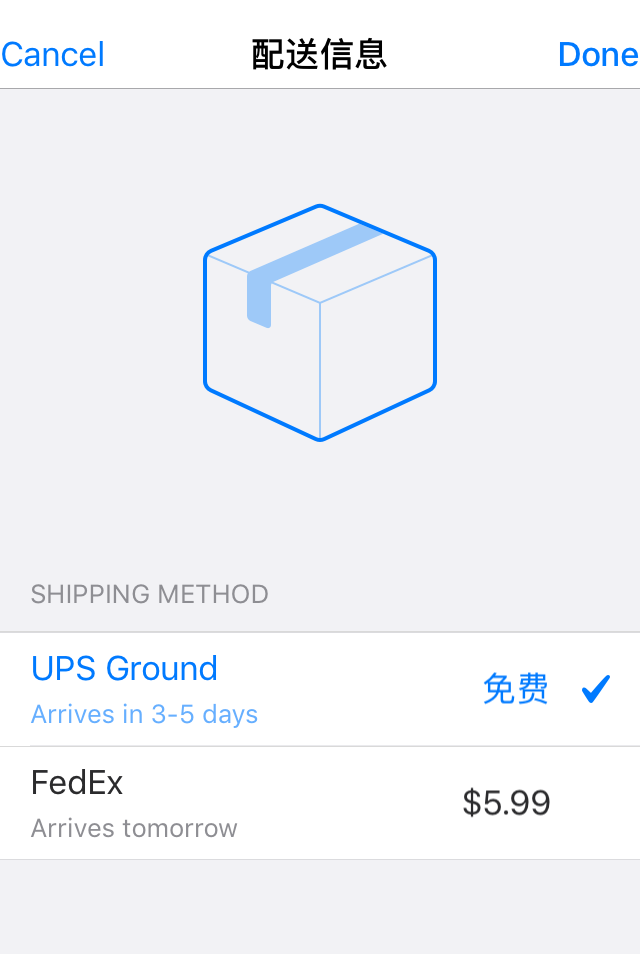 Cancel 配送信息 Done
SHIPPING METHOD
UPS Ground
Arrives in 3-5 days
免费
FedEx
Arrives tomorrow
$5.99